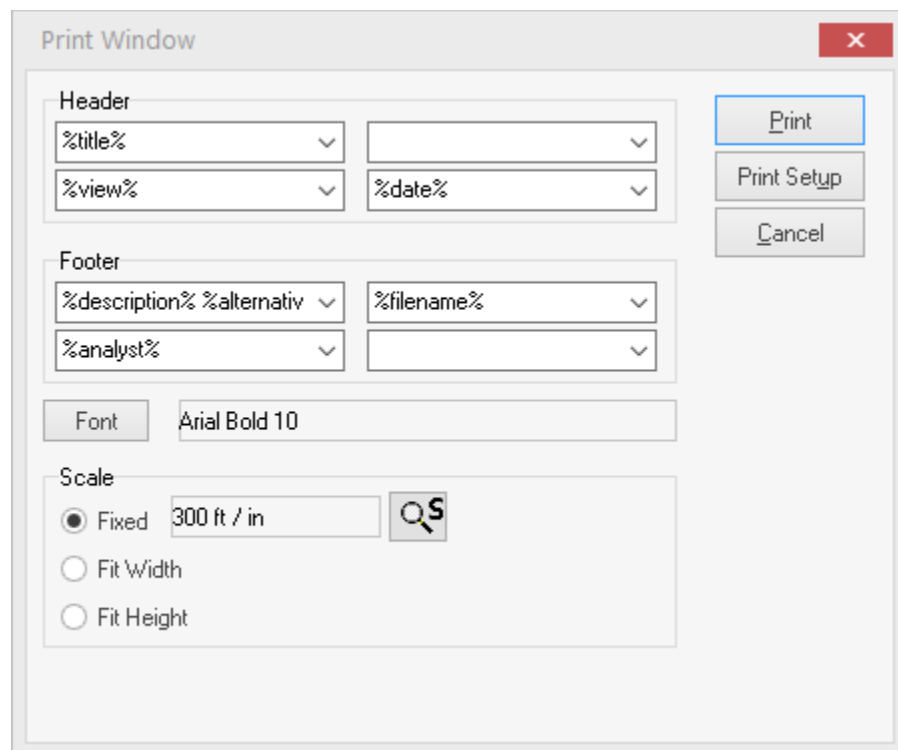 Print Window
Header
%title%
%view% %date%
Print
Print Setup
Cancel
Footer
%description% %alternativ %filename%
%analyst%
Font Arial Bold 10
Scale
Fixed 300 ft / in S
Fit Width
Fit Height